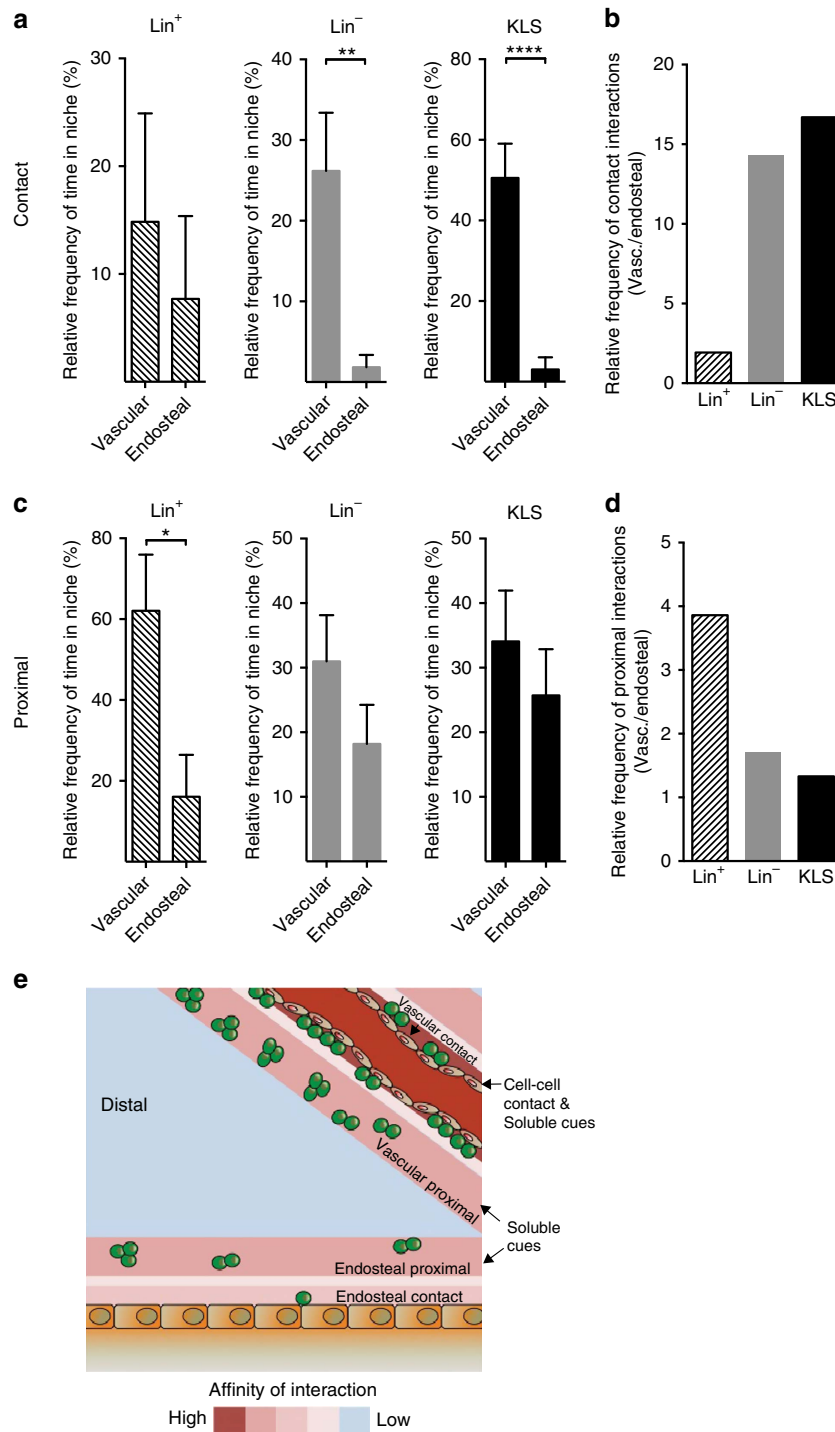 a
Lin⁺
Lin⁻
KLS
b
Contact
Relative frequency of time in niche (%)
30
20
10
Vascular
Endosteal
Relative frequency of time in niche (%)
**
40
30
20
10
Vascular
Endosteal
Relative frequency of time in niche (%)
****
80
60
40
20
Vascular
Endosteal
Relative frequency of contact interactions
(Vasc./endosteal)
20
15
10
5
0
Lin⁺
Lin⁻
KLS
c
Lin⁺
Lin⁻
KLS
d
Proximal
Relative frequency of time in niche (%)
*
80
60
40
20
Vascular
Endosteal
Relative frequency of time in niche (%)
50
40
30
20
10
Vascular
Endosteal
Relative frequency of time in niche (%)
50
40
30
20
10
Vascular
Endosteal
Relative frequency of proximal interactions
(Vasc./endosteal)
5
4
3
2
1
0
Lin⁺
Lin⁻
KLS
e
Vascular contact
Cell-cell
contact &
Soluble cues
Distal
Vascular proximal
Soluble
cues
Endosteal proximal
Endosteal contact
Affinity of interaction
High
Low